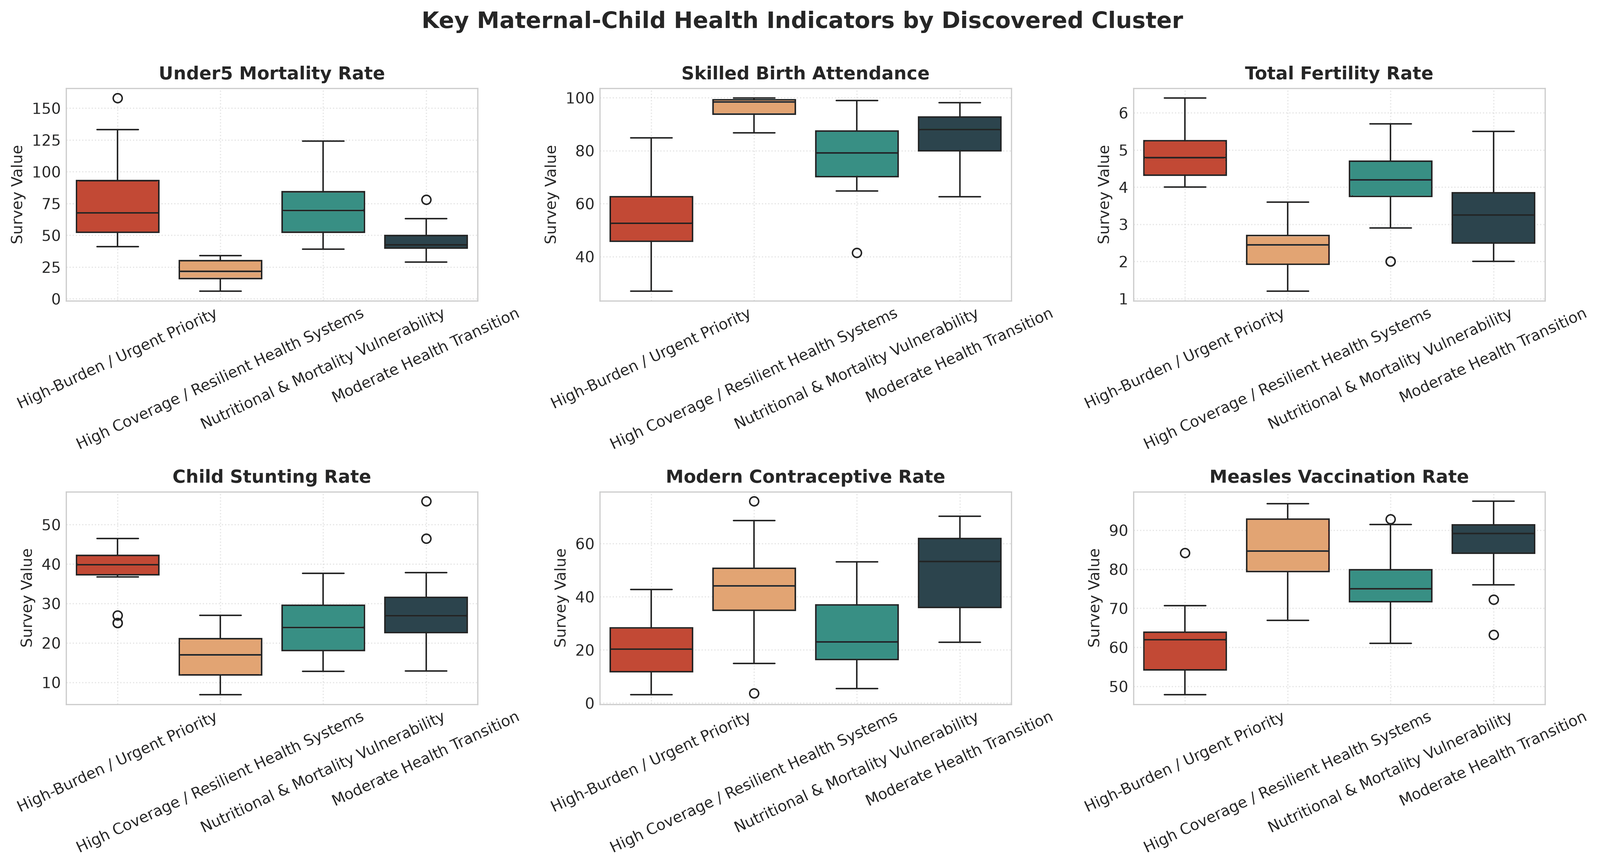 Key Maternal-Child Health Indicators by Discovered Cluster
Under5 Mortality Rate
Survey Value
150
125
100
75
50
25
0
High-Burden / Urgent Priority
High Coverage / Resilient Health Systems
Nutritional & Mortality Vulnerability
Moderate Health Transition
Skilled Birth Attendance
Survey Value
100
80
60
40
High-Burden / Urgent Priority
High Coverage / Resilient Health Systems
Nutritional & Mortality Vulnerability
Moderate Health Transition
Total Fertility Rate
Survey Value
6
5
4
3
2
1
High-Burden / Urgent Priority
High Coverage / Resilient Health Systems
Nutritional & Mortality Vulnerability
Moderate Health Transition
Child Stunting Rate
Survey Value
50
40
30
20
10
High-Burden / Urgent Priority
High Coverage / Resilient Health Systems
Nutritional & Mortality Vulnerability
Moderate Health Transition
Modern Contraceptive Rate
Survey Value
60
40
20
0
High-Burden / Urgent Priority
High Coverage / Resilient Health Systems
Nutritional & Mortality Vulnerability
Moderate Health Transition
Measles Vaccination Rate
Survey Value
90
80
70
60
50
High-Burden / Urgent Priority
High Coverage / Resilient Health Systems
Nutritional & Mortality Vulnerability
Moderate Health Transition